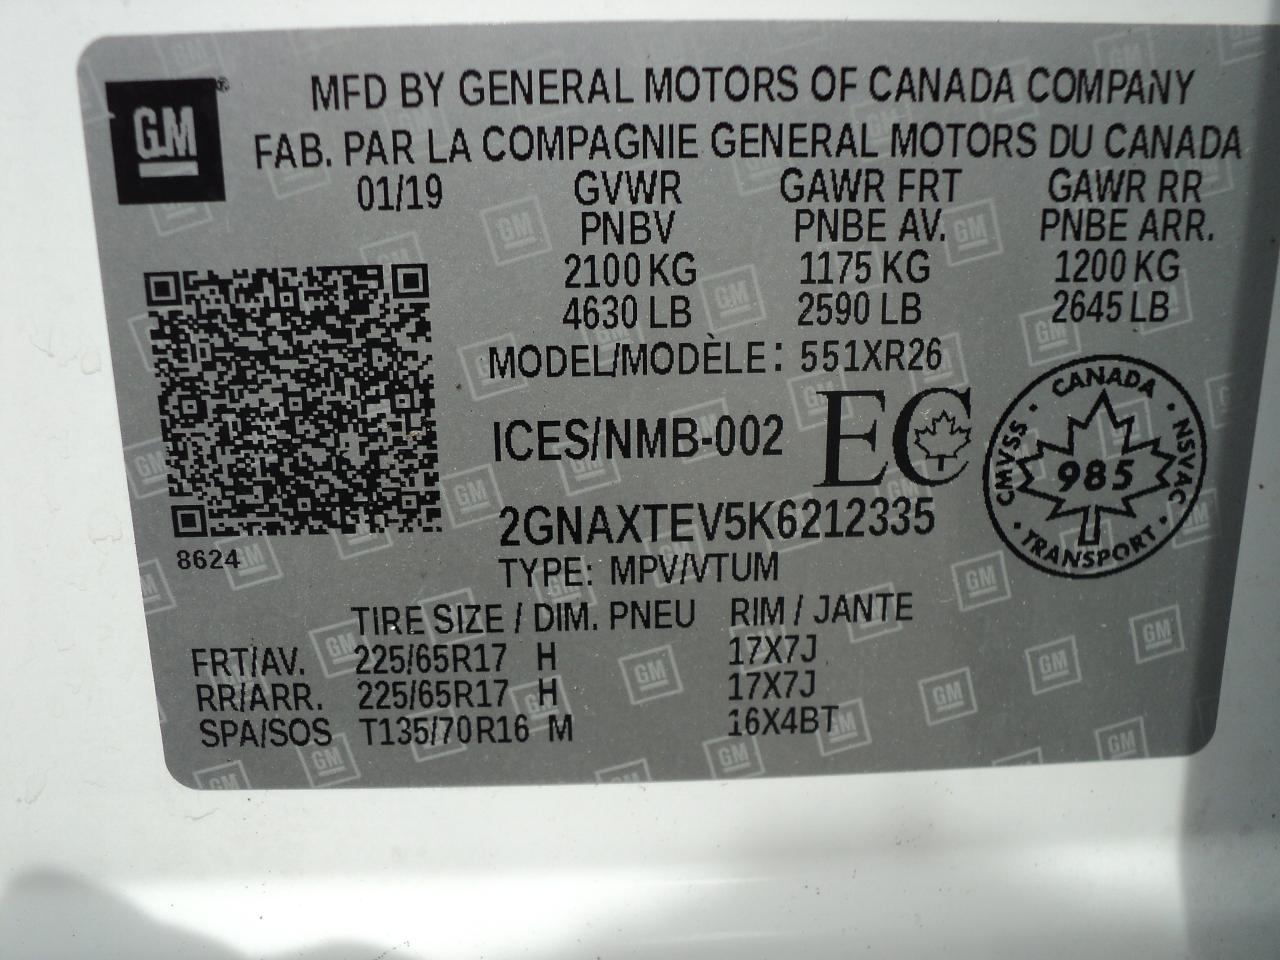 GM
MFD BY GENERAL MOTORS OF CANADA COMPANY
FAB. PAR LA COMPAGNIE GENERAL MOTORS DU CANADA
01/19 GVWR GAWR FRT GAWR RR
PNBV PNBE AV. PNBE ARR.
2100 KG 1175 KG 1200 KG
4630 LB 2590 LB 2645 LB
MODEL/MODÈLE: 551XR26
ICES/NMB-002 EC
CANADA
CMVSS · 985 · NSVAC
TRANSPORT
2GNAXTEV5K6212335
8624
TYPE: MPV/VTUM
TIRE SIZE / DIM. PNEU RIM / JANTE
FRT/AV. 225/65R17 H 17X7J
RR/ARR. 225/65R17 H 17X7J
SPA/SOS T135/70R16 M 16X4BT